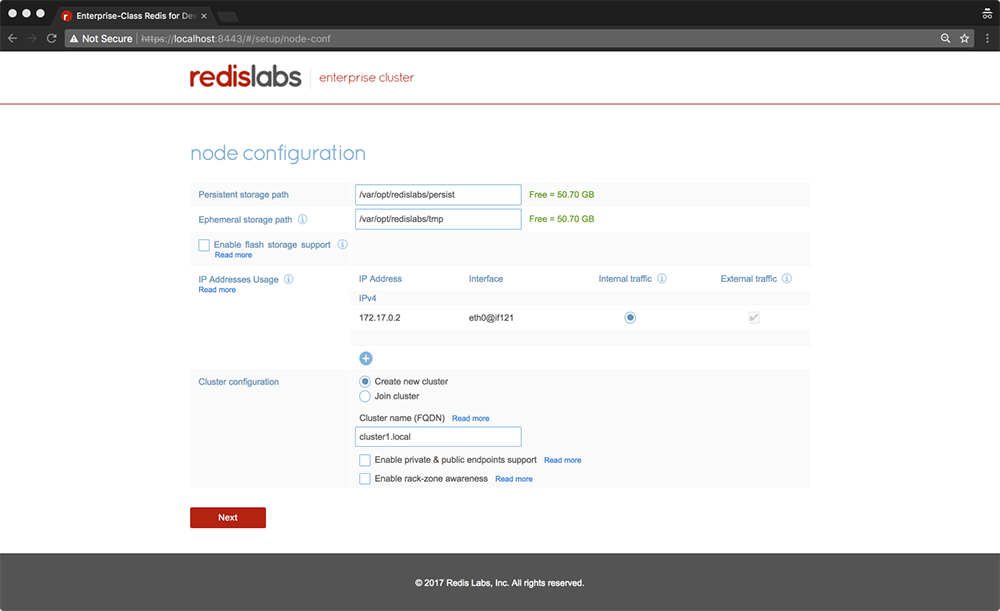 Enterprise-Class Redis for De
Not Secure https://localhost:8443/#/setup/node-conf
redislabs enterprise cluster
node configuration
Persistent storage path /var/opt/redislabs/persist Free = 50.70 GB
Ephemeral storage path /var/opt/redislabs/tmp Free = 50.70 GB
Enable flash storage support
Read more
IP Addresses Usage IP Address Interface Internal traffic External traffic
Read more
IPv4
172.17.0.2 eth0@if121
Cluster configuration Create new cluster
Join cluster
Cluster name (FQDN) Read more
cluster1.local
Enable private & public endpoints support Read more
Enable rack-zone awareness Read more
Next
© 2017 Redis Labs, Inc. All rights reserved.